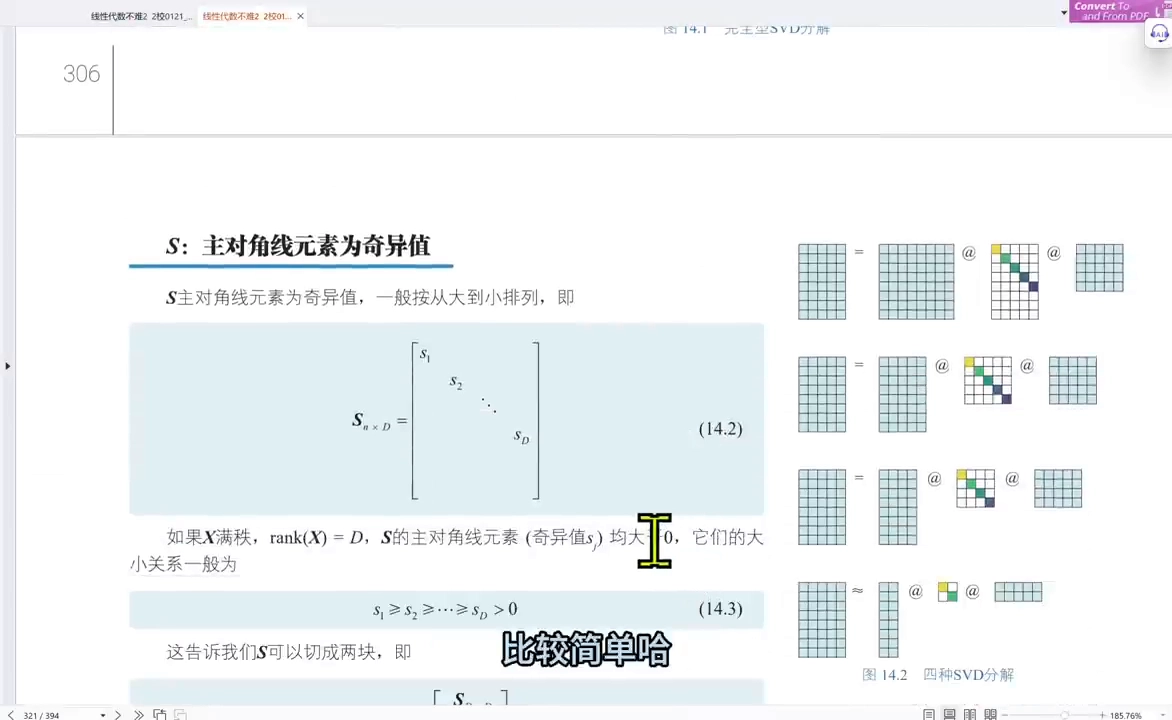 线性代数不难2 2校0121_...
线性代数不难2 2校01...
Convert To
and From PDF
图 14.1 完全型SVD分解
306
S：主对角线元素为奇异值
S主对角线元素为奇异值，一般按从大到小排列，即
S n × D =
s1
s2
⋱
sD
(14.2)
如果X满秩，rank(X) = D，S的主对角线元素 (奇异值sj) 均大 0，它们的大
小关系一般为
s1 ≥ s2 ≥ ⋯ ≥ sD > 0
(14.3)
这告诉我们S可以切成两块，即
比较简单哈
= @ @
= @ @
= @ @
≈ @ @
图 14.2 四种SVD分解
321 / 394
185.76%